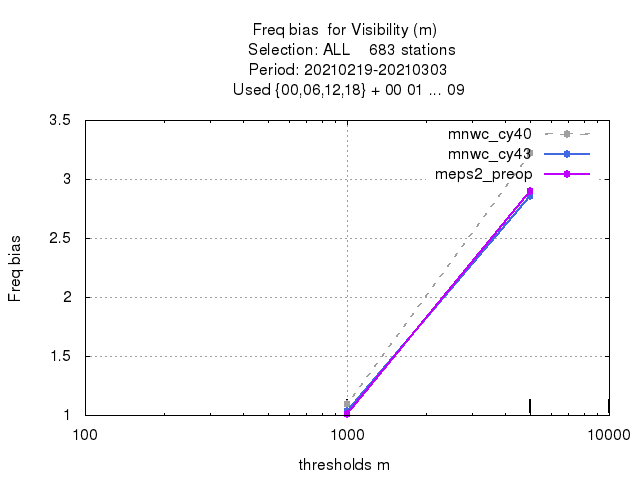 Freq bias  for Visibility (m)
Selection: ALL    683 stations
Period: 20210219-20210303
Used {00,06,12,18} + 00 01 ... 09
3.5
mnwc_cy40
mnwc_cy43
meps2_preop
3
2.5
Freq bias
2
1.5
1
100
1000
10000
thresholds m